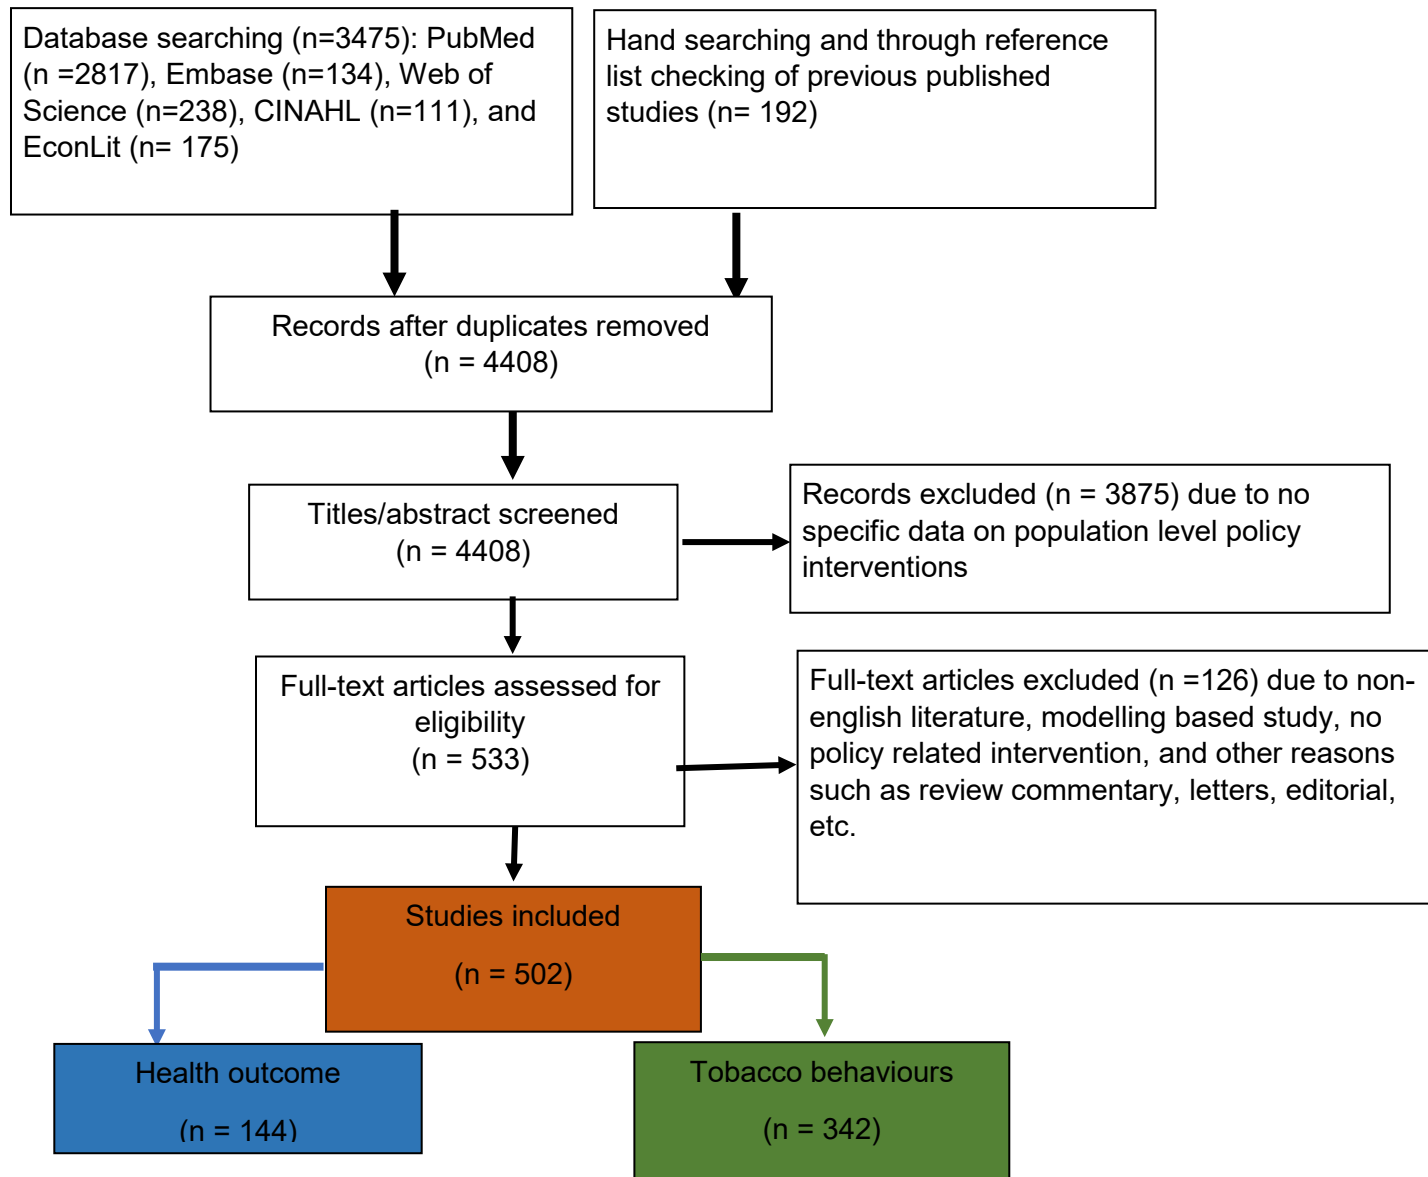 Database searching (n=3475): PubMed
(n =2817), Embase (n=134), Web of
Science (n=238), CINAHL (n=111), and
EconLit (n= 175)
Hand searching and through reference
list checking of previous published
studies (n= 192)
Records after duplicates removed
(n = 4408)
Titles/abstract screened
(n = 4408)
Records excluded (n = 3875) due to no
specific data on population level policy
interventions
Full-text articles assessed for
eligibility
(n = 533)
Full-text articles excluded (n =126) due to non-
english literature, modelling based study, no
policy related intervention, and other reasons
such as review commentary, letters, editorial,
etc.
Studies included
(n = 502)
Health outcome
(n = 144)
Tobacco behaviours
(n = 342)